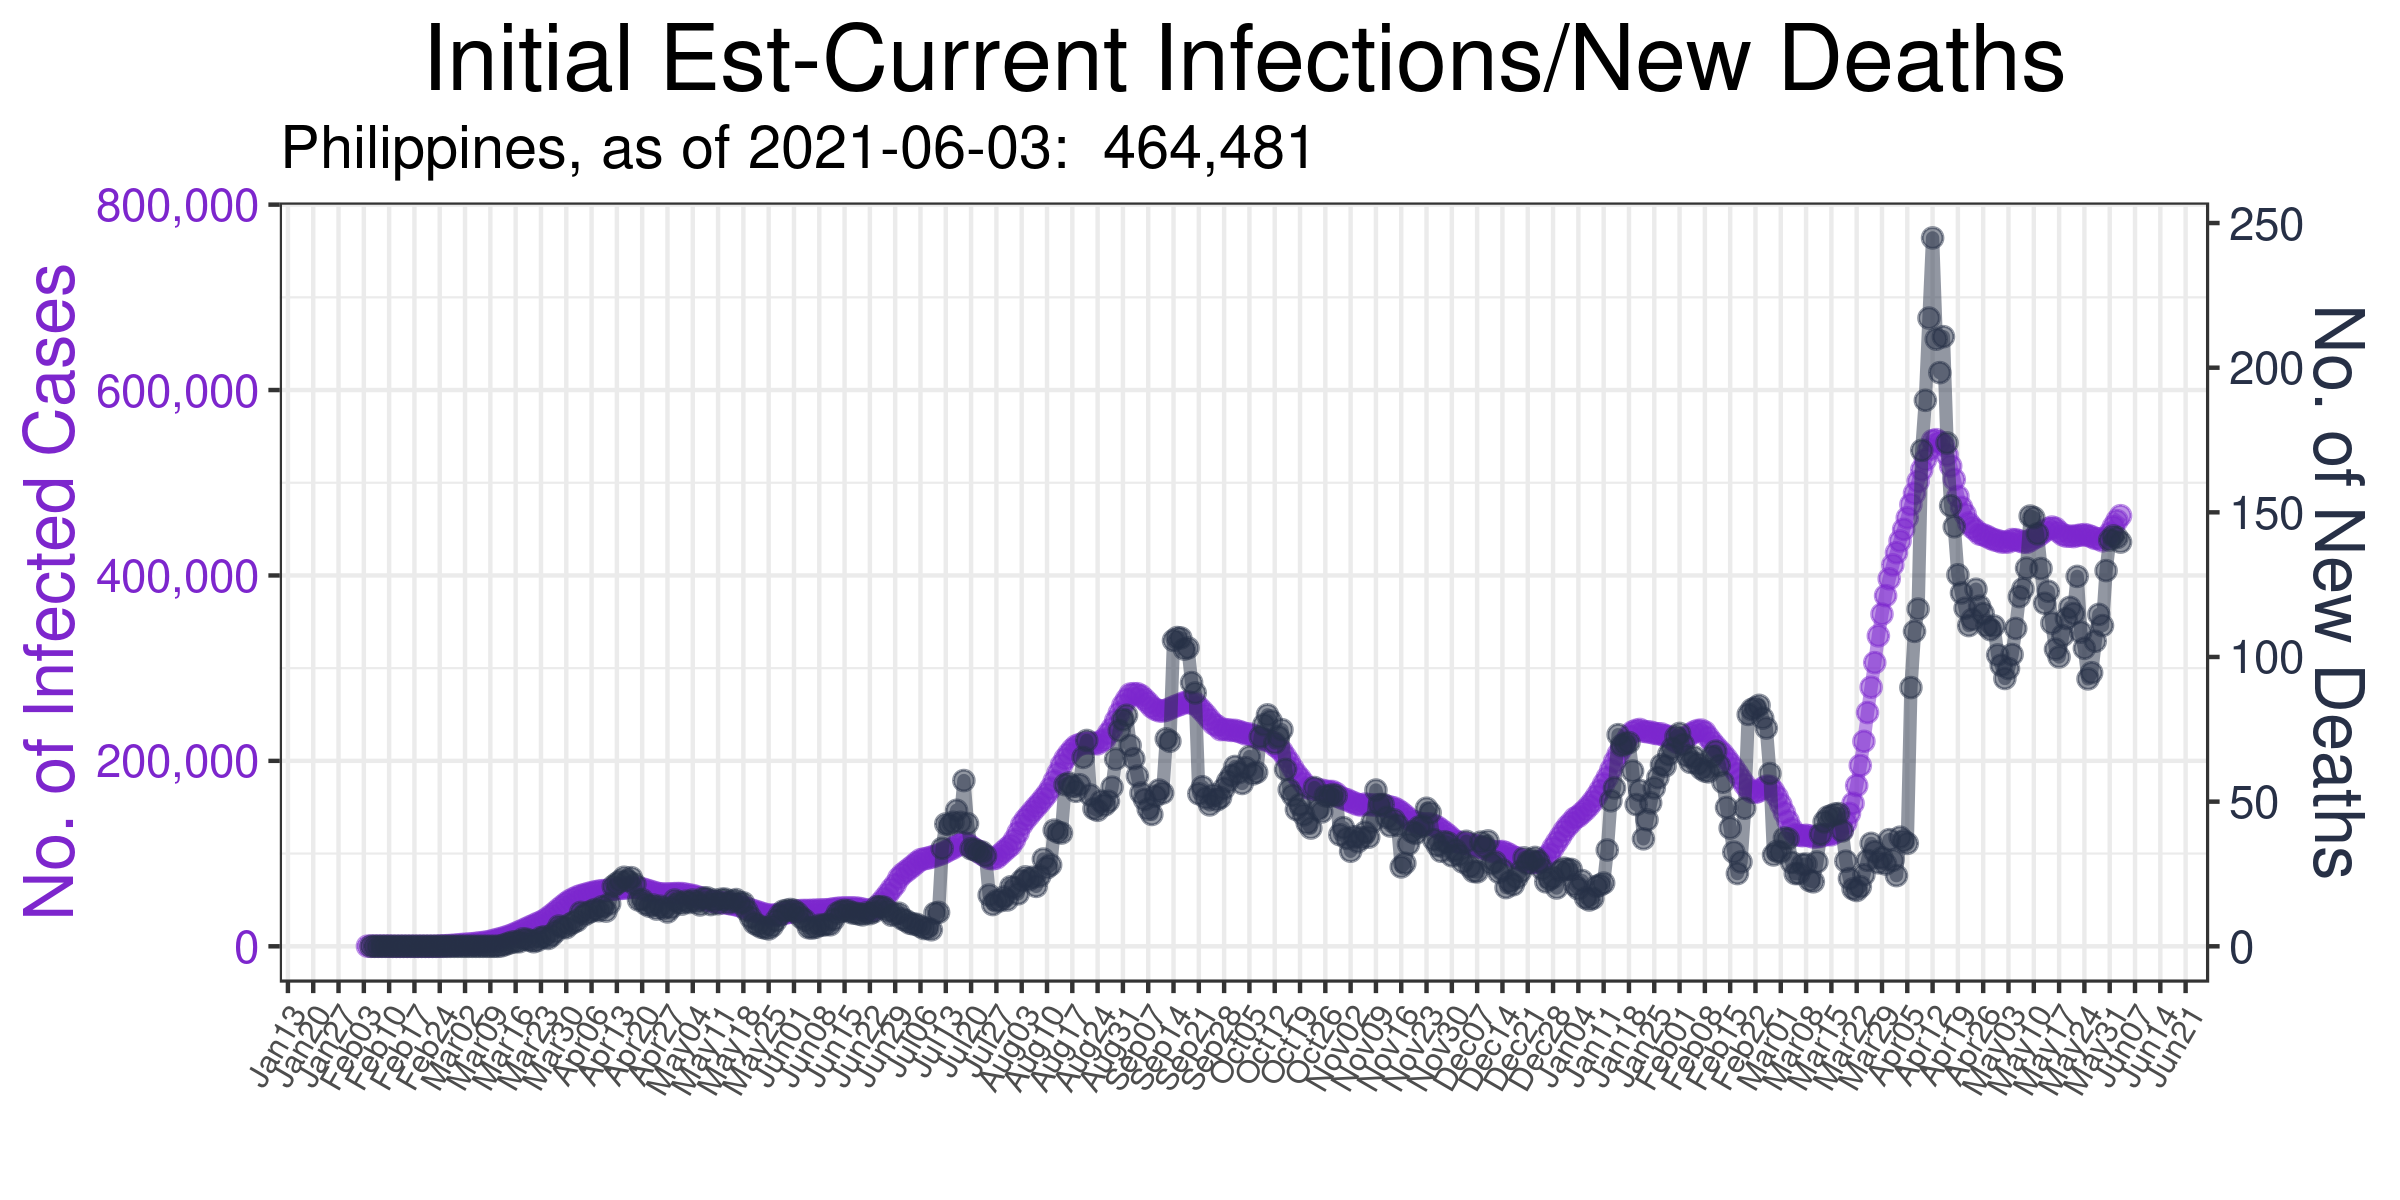 Initial Est-Current Infections/New Deaths
Philippines, as of 2021-06-03:  464,481
No. of Infected Cases
800,000
600,000
400,000
200,000
0
250
200
150
100
50
0
No. of New Deaths
Jan13
Jan20
Jan27
Feb03
Feb10
Feb17
Feb24
Mar02
Mar09
Mar16
Mar23
Mar30
Apr06
Apr13
Apr20
Apr27
May04
May11
May18
May25
Jun01
Jun08
Jun15
Jun22
Jun29
Jul06
Jul13
Jul20
Jul27
Aug03
Aug10
Aug17
Aug24
Aug31
Sep07
Sep14
Sep21
Sep28
Oct05
Oct12
Oct19
Oct26
Nov02
Nov09
Nov16
Nov23
Nov30
Dec07
Dec14
Dec21
Dec28
Jan04
Jan11
Jan18
Jan25
Feb01
Feb08
Feb15
Feb22
Mar01
Mar08
Mar15
Mar22
Mar29
Apr05
Apr12
Apr19
Apr26
May03
May10
May17
May24
May31
Jun07
Jun14
Jun21